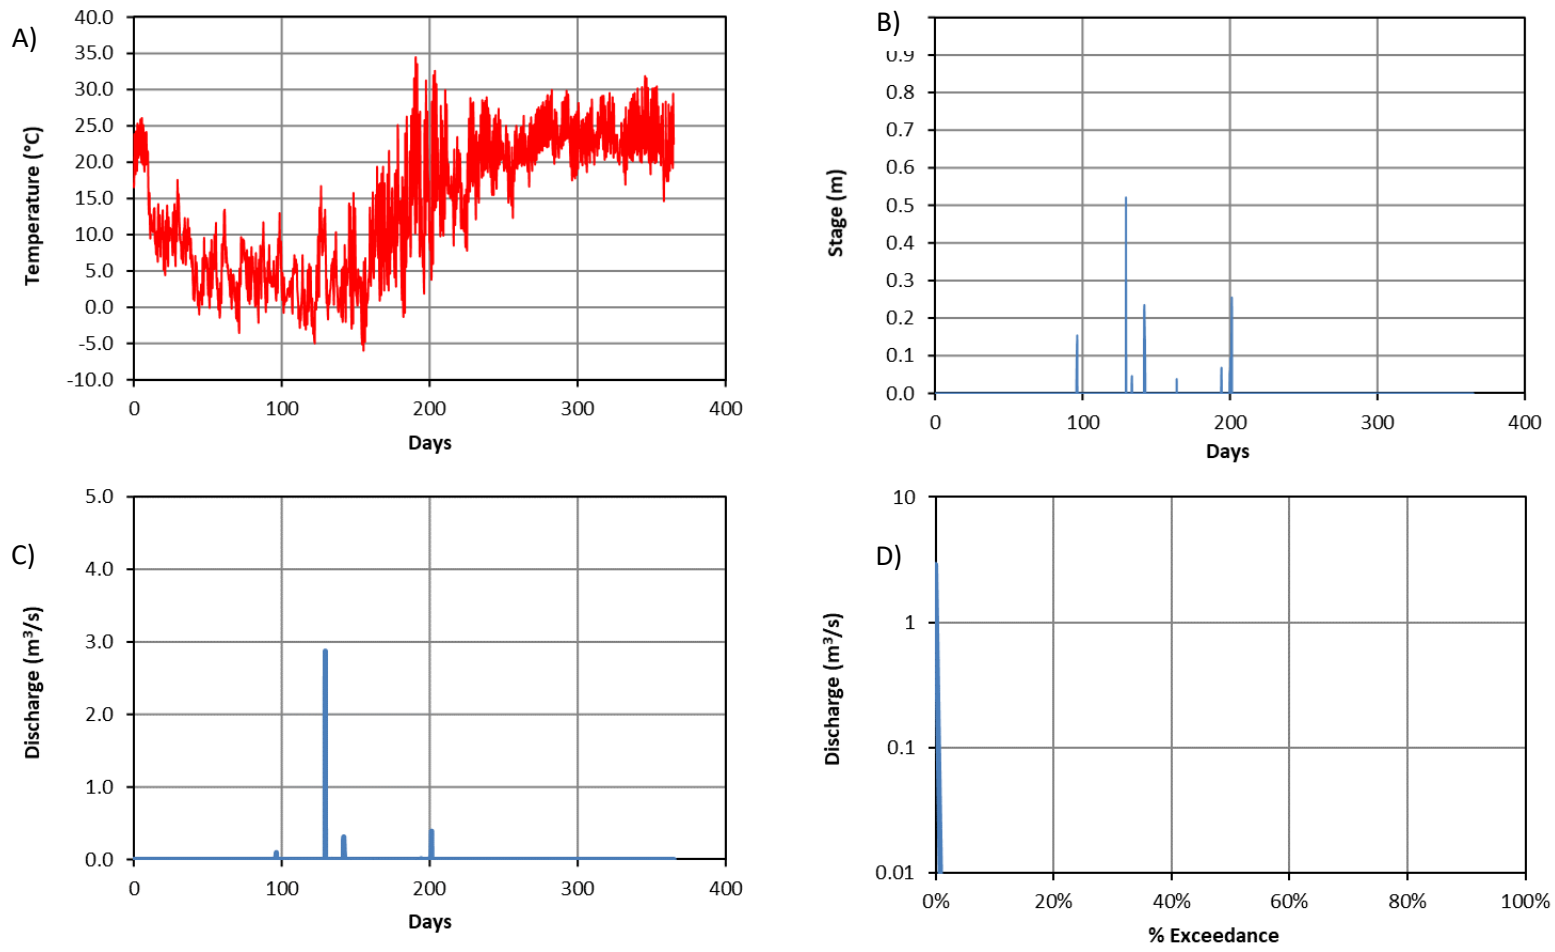 A)
Temperature (°C)
40.0
35.0
30.0
25.0
20.0
15.0
10.0
5.0
0.0
-5.0
-10.0
0 100 200 300 400
Days
B)
Stage (m)
0.9
0.8
0.7
0.6
0.5
0.4
0.3
0.2
0.1
0.0
0 100 200 300 400
Days
C)
Discharge (m³/s)
5.0
4.0
3.0
2.0
1.0
0.0
0 100 200 300 400
Days
D)
Discharge (m³/s)
10
1
0.1
0.01
0% 20% 40% 60% 80% 100%
% Exceedance